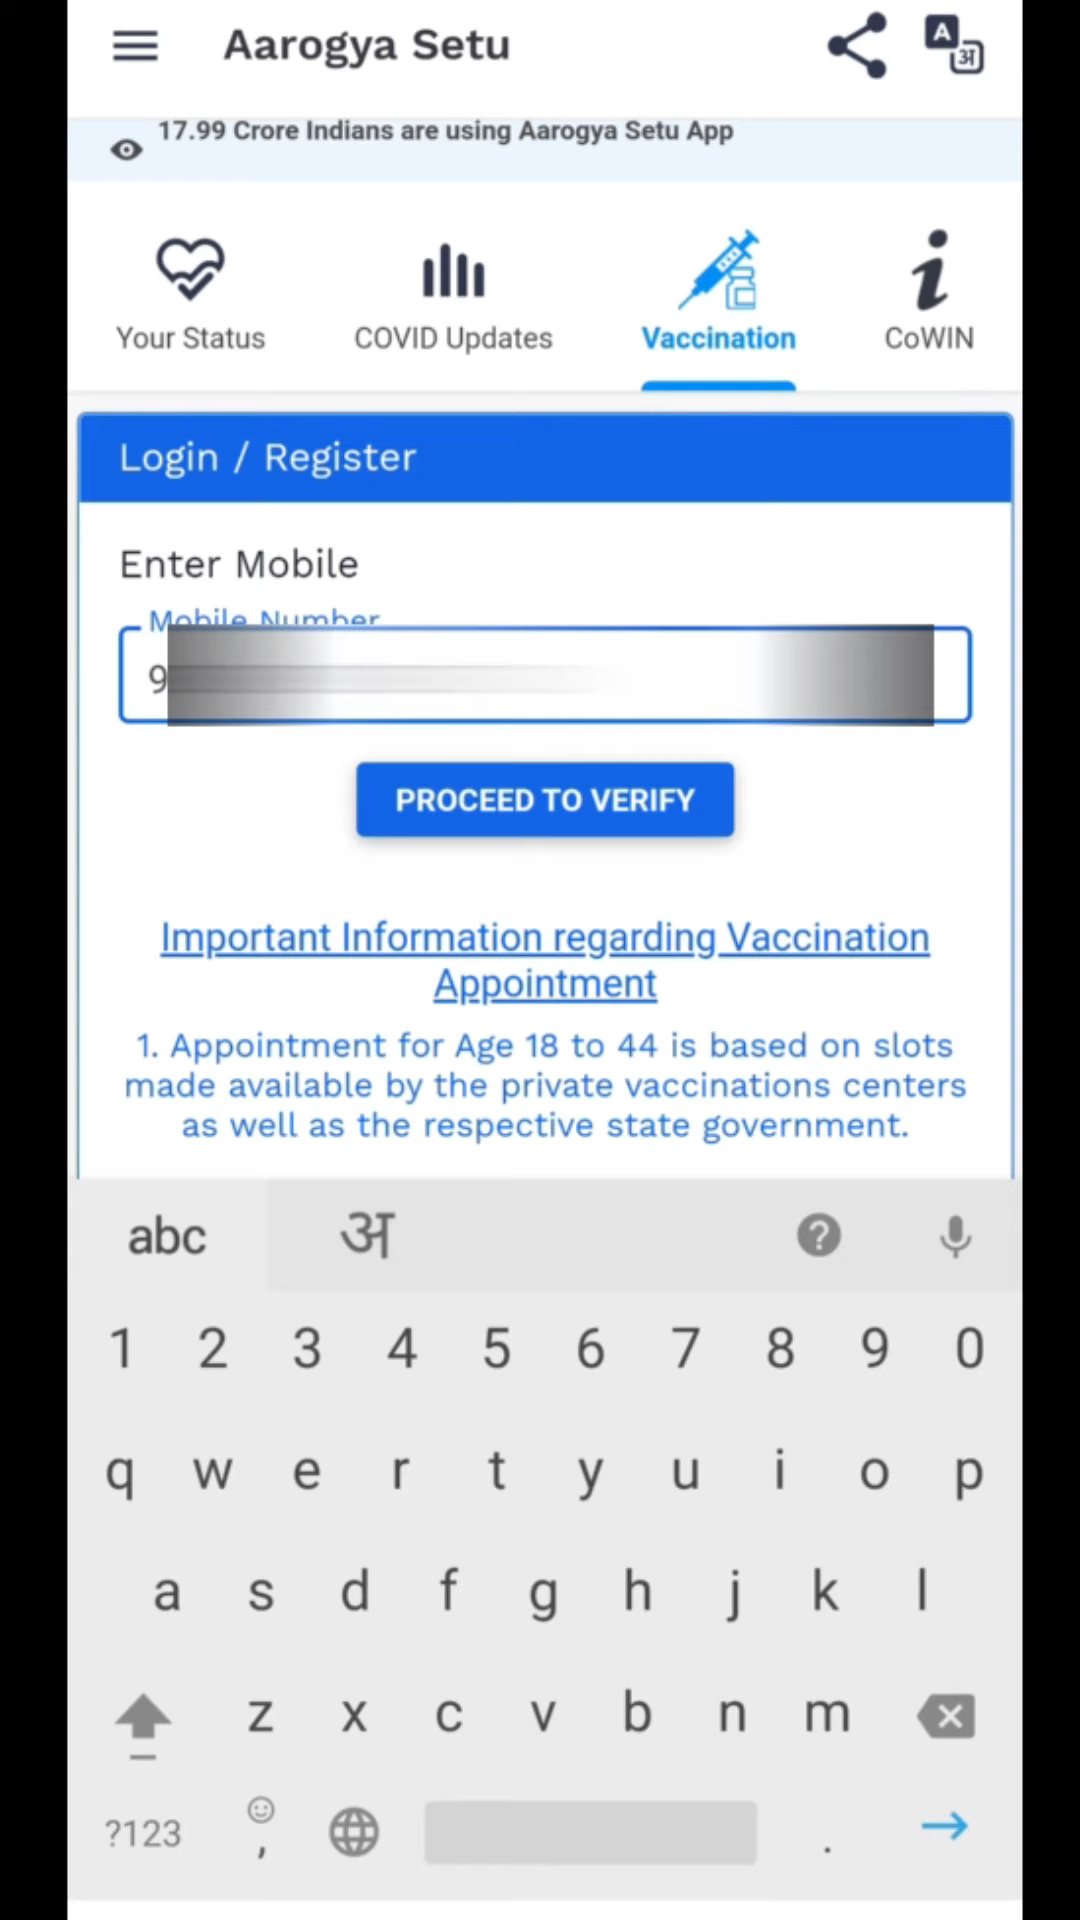 Aarogya Setu
A अ
17.99 Crore Indians are using Aarogya Setu App
Your Status COVID Updates Vaccination CoWIN
Login / Register
Enter Mobile
Mobile Number
9
PROCEED TO VERIFY
Important Information regarding Vaccination
Appointment
1. Appointment for Age 18 to 44 is based on slots
made available by the private vaccinations centers
as well as the respective state government.
abc अ ?
1 2 3 4 5 6 7 8 9 0
q w e r t y u i o p
a s d f g h j k l
z x c v b n m
?123 , .